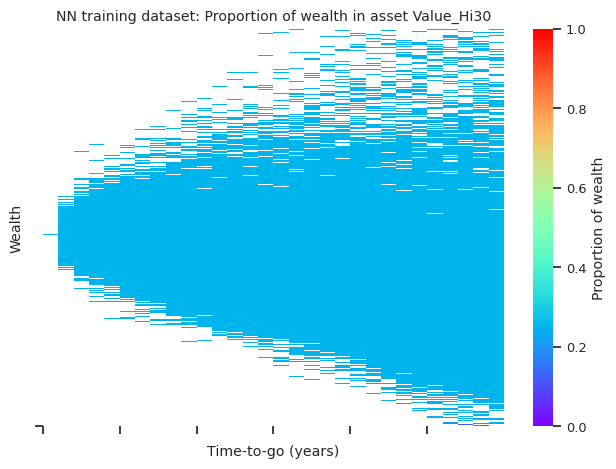 NN training dataset: Proportion of wealth in asset Value_Hi30
Wealth
Time-to-go (years)
1.0
0.8
0.6
0.4
0.2
0.0
Proportion of wealth